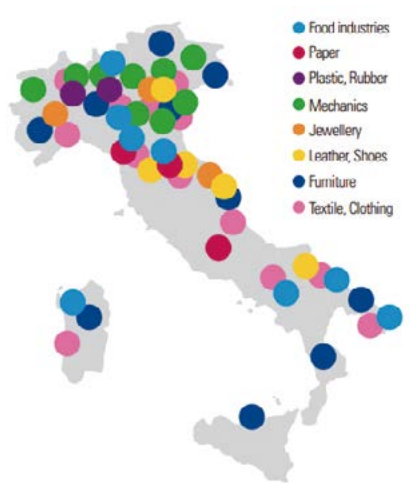 Food industries
Paper
Plastic, Rubber
Mechanics
Jewellery
Leather, Shoes
Furniture
Textile, Clothing